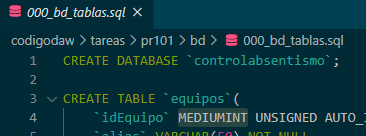 000_bd_tablas.sql
codigodaw > tareas > pr101 > bd > 000_bd_tablas.sql
1 CREATE DATABASE `controlabsentismo`;
2
3 CREATE TABLE `equipos`(
4 `idEquipo` MEDIUMINT UNSIGNED AUTO_I
`alias` VARCHAR(50) NOT NULL